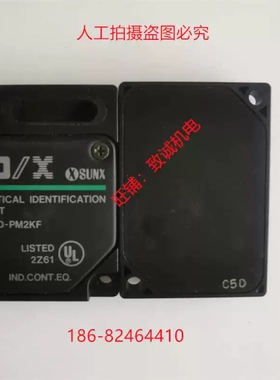 人工拍摄盗图必究
D/X
SUNX
TICAL IDENTIFICATION
T
D-PM2KF
LISTED
2Z61
UL
IND.CONT.EQ.
旺铺:致诚机电
C5D
186-82464410